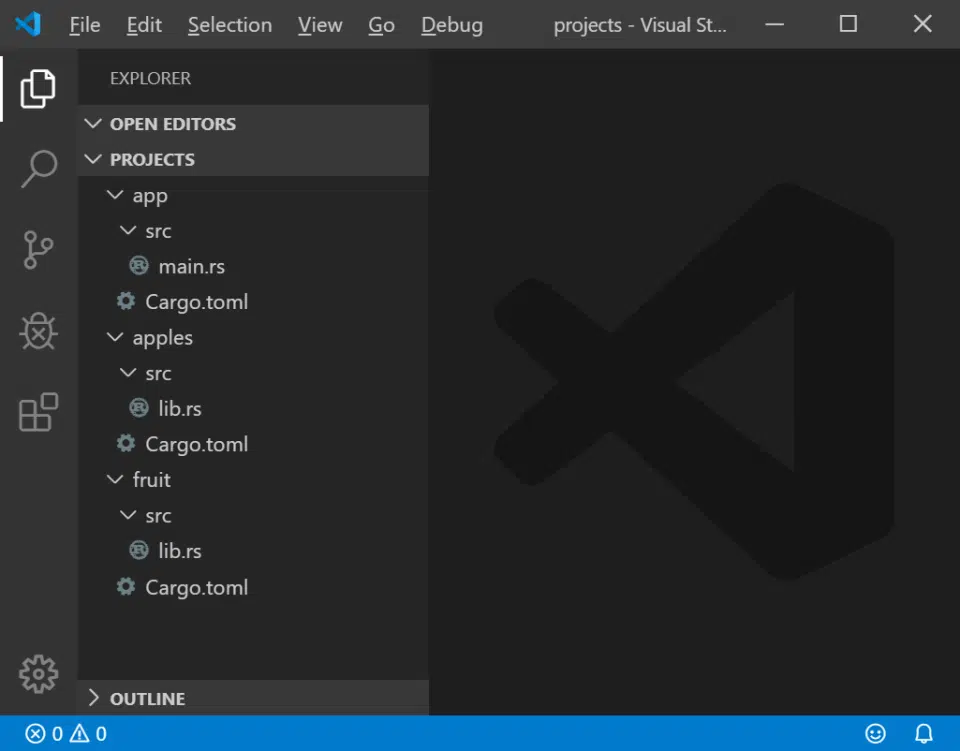 File Edit Selection View Go Debug projects - Visual St...
EXPLORER
OPEN EDITORS
PROJECTS
app
src
main.rs
Cargo.toml
apples
src
lib.rs
Cargo.toml
fruit
src
lib.rs
Cargo.toml
OUTLINE
0 0